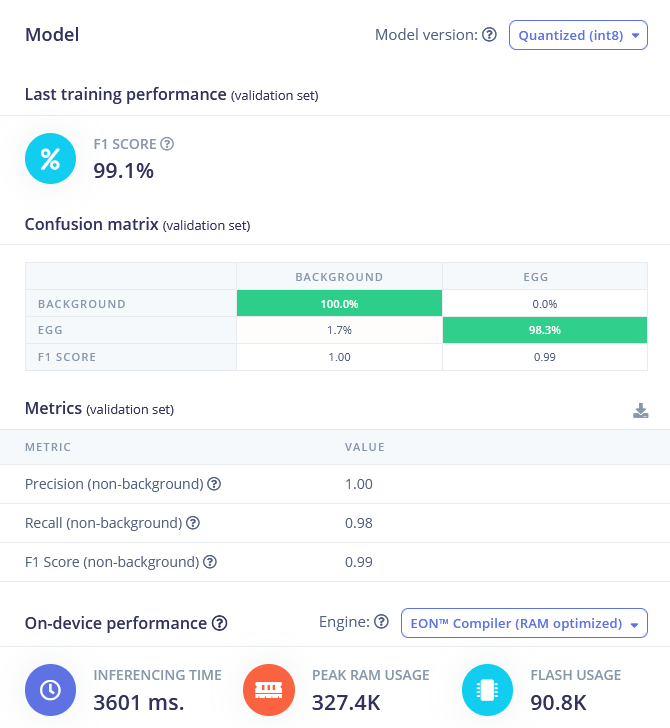 Model Model version: Quantized (int8)
Last training performance (validation set)
F1 SCORE
99.1%
Confusion matrix (validation set)
BACKGROUND EGG
BACKGROUND 100.0% 0.0%
EGG 1.7% 98.3%
F1 SCORE 1.00 0.99
Metrics (validation set)
METRIC VALUE
Precision (non-background) 1.00
Recall (non-background) 0.98
F1 Score (non-background) 0.99
On-device performance Engine: EON™ Compiler (RAM optimized)
INFERENCING TIME PEAK RAM USAGE FLASH USAGE
3601 ms. 327.4K 90.8K